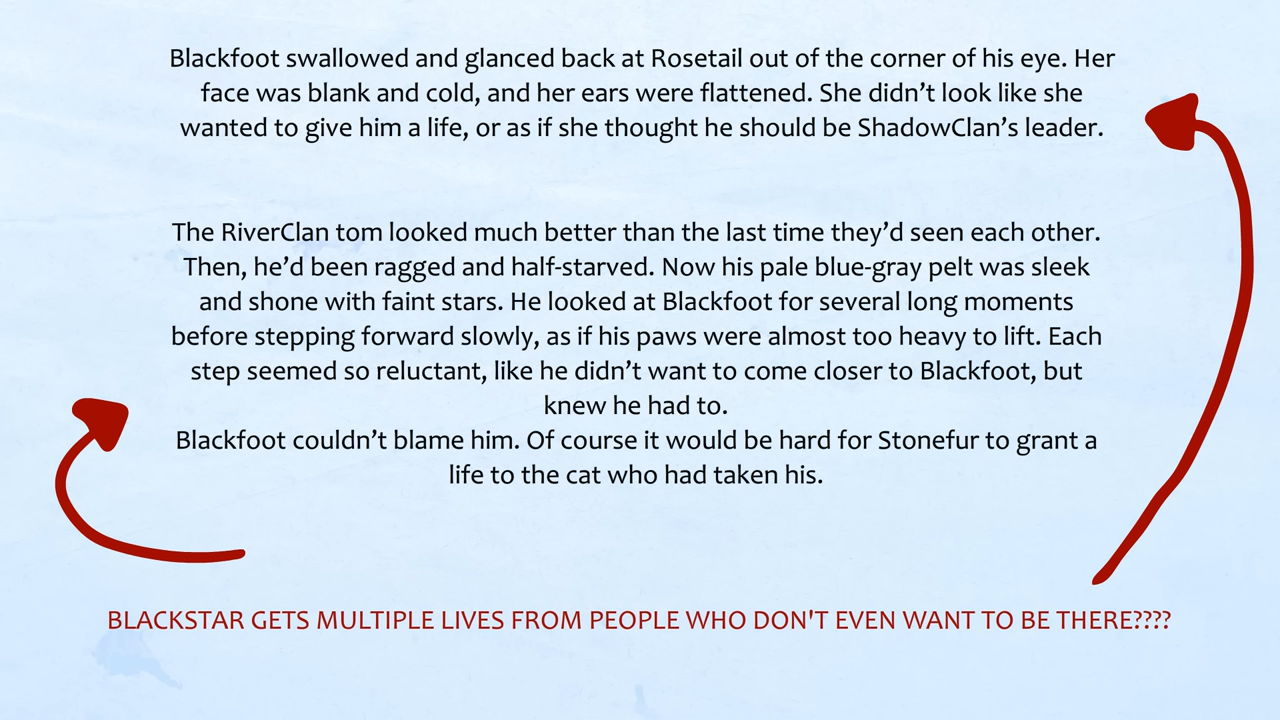 Blackfoot swallowed and glanced back at Rosetail out of the corner of his eye. Her
face was blank and cold, and her ears were flattened. She didn’t look like she
wanted to give him a life, or as if she thought he should be ShadowClan’s leader.
The RiverClan tom looked much better than the last time they’d seen each other.
Then, he’d been ragged and half-starved. Now his pale blue-gray pelt was sleek
and shone with faint stars. He looked at Blackfoot for several long moments
before stepping forward slowly, as if his paws were almost too heavy to lift. Each
step seemed so reluctant, like he didn’t want to come closer to Blackfoot, but
knew he had to.
Blackfoot couldn’t blame him. Of course it would be hard for Stonefur to grant a
life to the cat who had taken his.
BLACKSTAR GETS MULTIPLE LIVES FROM PEOPLE WHO DON'T EVEN WANT TO BE THERE????